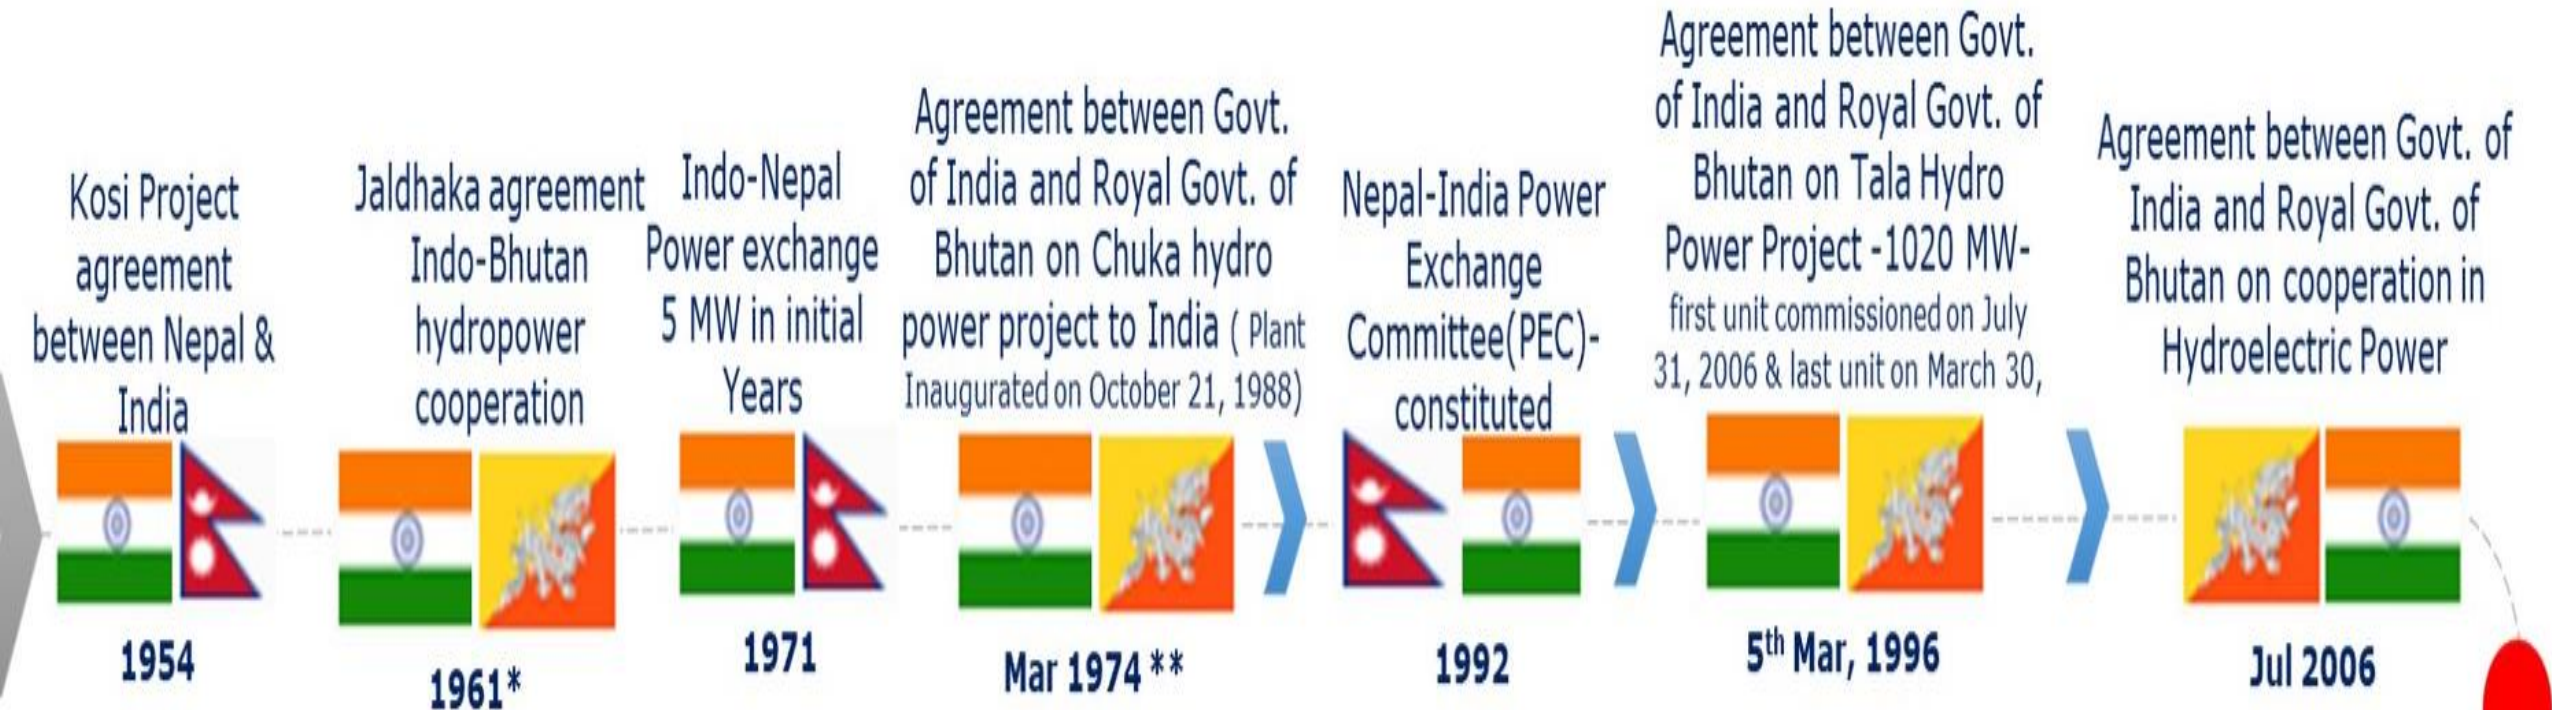 Kosi Project
agreement
between Nepal &
India
1954
Jaldhaka agreement
Indo-Bhutan
hydropower
cooperation
1961*
Indo-Nepal
Power exchange
5 MW in initial
Years
1971
Agreement between Govt.
of India and Royal Govt. of
Bhutan on Chuka hydro
power project to India ( Plant
Inaugurated on October 21, 1988)
Mar 1974 **
Nepal-India Power
Exchange
Committee(PEC)-
constituted
1992
Agreement between Govt.
of India and Royal Govt. of
Bhutan on Tala Hydro
Power Project -1020 MW-
first unit commissioned on July
31, 2006 & last unit on March 30,
5th Mar, 1996
Agreement between Govt. of
India and Royal Govt. of
Bhutan on cooperation in
Hydroelectric Power
Jul 2006